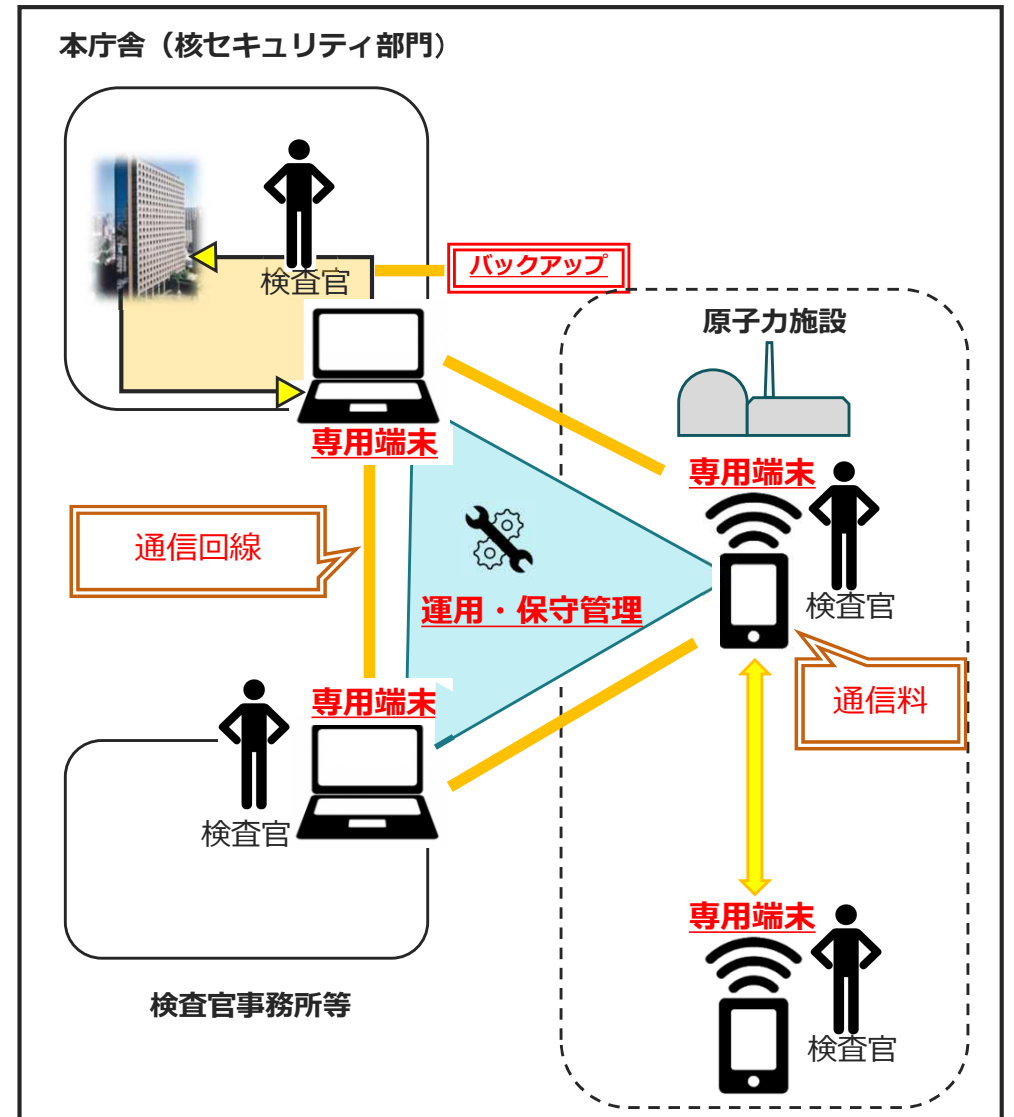 本庁舎（核セキュリティ部門）
検査官
バックアップ
原子力施設
専用端末
専用端末
通信回線
運用・保守管理
検査官
通信料
専用端末
検査官
専用端末
検査官事務所等
検査官